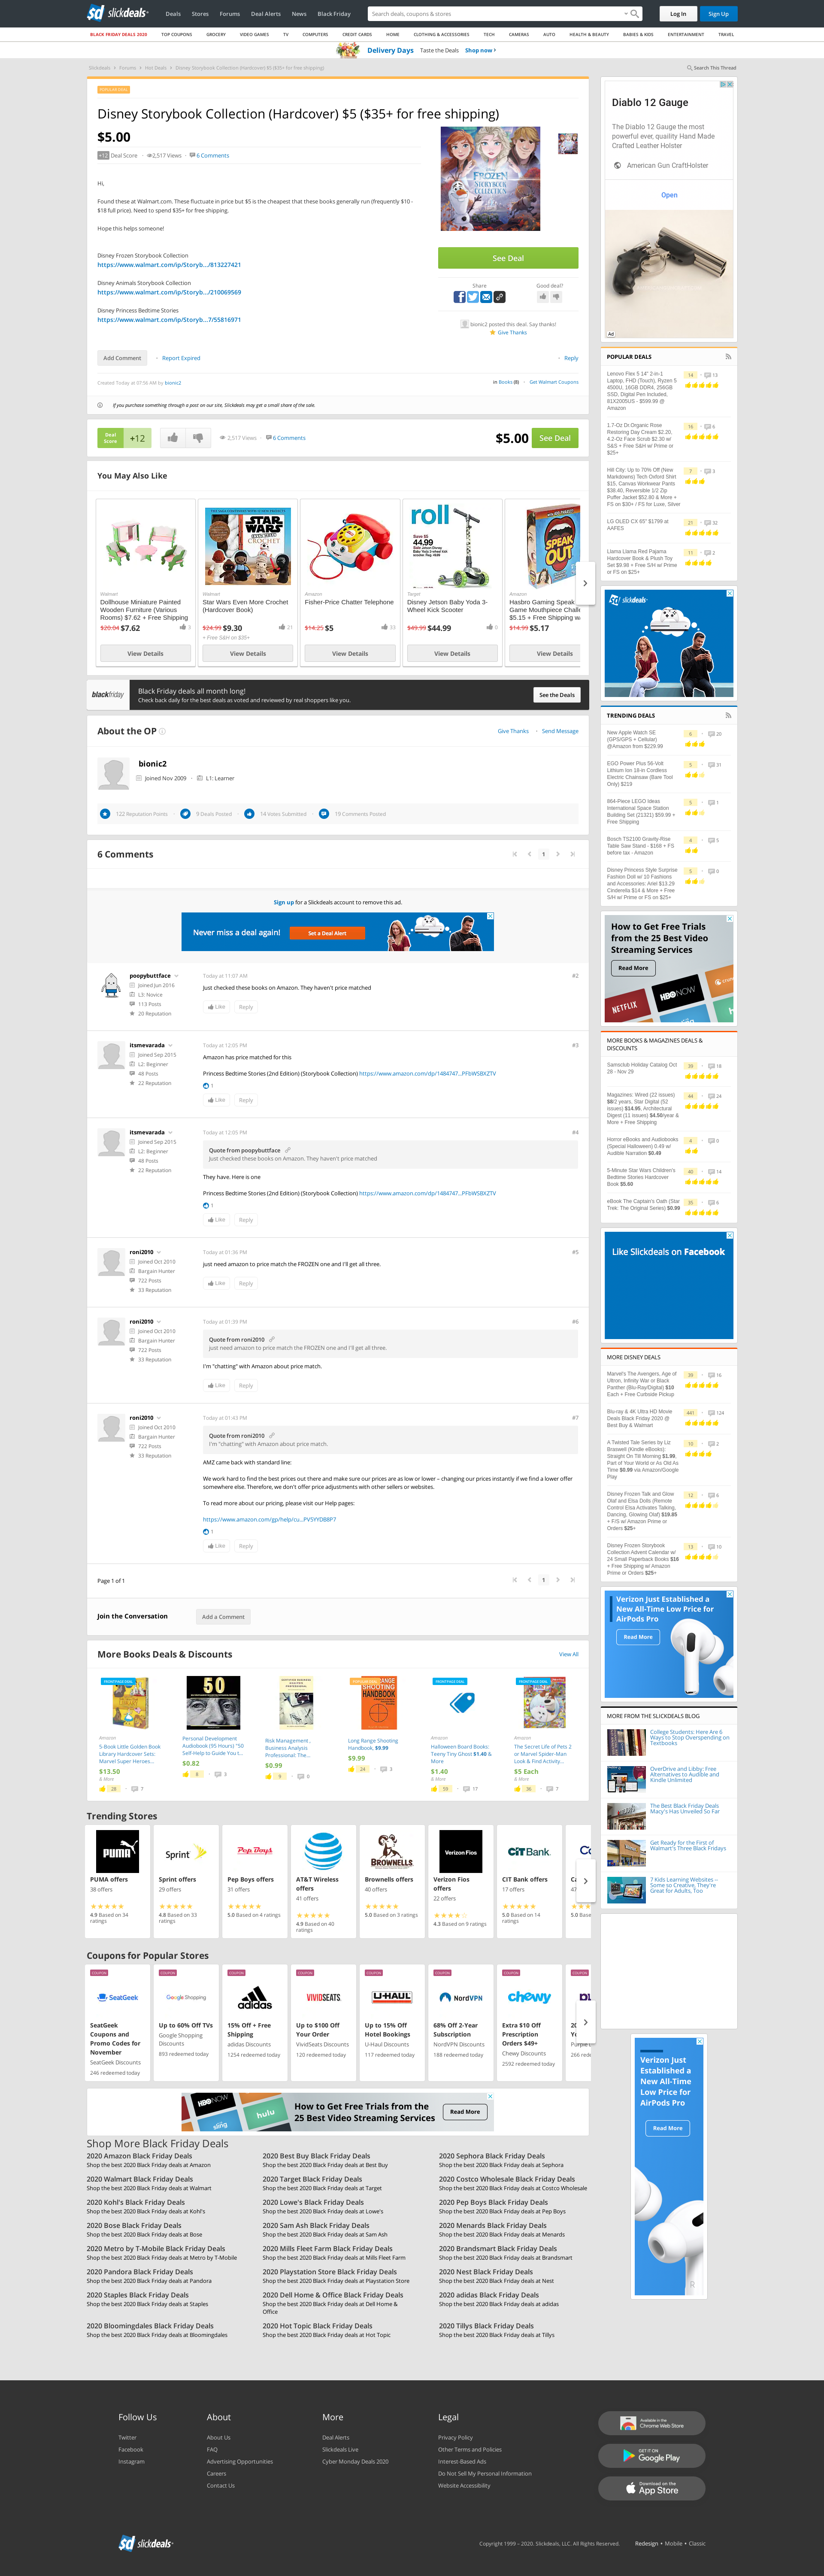 slickdeals
Deals Stores Forums Deal Alerts News Black Friday
Search deals, coupons & stores
Log In
Sign Up
BLACK FRIDAY DEALS 2020 TOP COUPONS GROCERY VIDEO GAMES TV COMPUTERS CREDIT CARDS HOME CLOTHING & ACCESSORIES TECH CAMERAS AUTO HEALTH & BEAUTY BABIES & KIDS ENTERTAINMENT TRAVEL
Delivery Days Taste the Deals Shop now
Slickdeals > Forums > Hot Deals > Disney Storybook Collection (Hardcover) $5 ($35+ for free shipping)
Search This Thread
POPULAR DEAL
Disney Storybook Collection (Hardcover) $5 ($35+ for free shipping)
$5.00
+12 Deal Score 2,517 Views 6 Comments
Hi,
Found these at Walmart.com. These fluctuate in price but $5 is the cheapest that these books generally run (frequently $10 -
$18 full price). Need to spend $35+ for free shipping.
Hope this helps someone!
Disney Frozen Storybook Collection
https://www.walmart.com/ip/Storyb.../813227421
Disney Animals Storybook Collection
https://www.walmart.com/ip/Storyb.../210069569
Disney Princess Bedtime Stories
https://www.walmart.com/ip/Storyb...7/55816971
FROZEN
STORYBOOK
COLLECTION
See Deal
Share
Good deal?
bionic2 posted this deal. Say thanks!
Give Thanks
Add Comment
Report Expired
Reply
Created Today at 07:56 AM by bionic2
in Books (8) Get Walmart Coupons
If you purchase something through a post on our site, Slickdeals may get a small share of the sale.
Deal
Score
+12
2,517 Views
6 Comments
$5.00
See Deal
You May Also Like
Walmart
Dollhouse Miniature Painted
Wooden Furniture (Various
Rooms) $7.62 + Free Shipping
$20.04 $7.62 3
View Details
STAR WARS
CROCHET
Walmart
Star Wars Even More Crochet
(Hardcover Book)
$24.99 $9.30 21
+ Free S&H on $35+
View Details
Amazon
Fisher-Price Chatter Telephone
$14.25 $5 33
View Details
roll
Save $5
44.99
Target
Disney Jetson Baby Yoda 3-
Wheel Kick Scooter
$49.99 $44.99 0
View Details
SPEAK
OUT
Amazon
Hasbro Gaming Speak
Game Mouthpiece Challe
$5.15 + Free Shipping w
$14.99 $5.17
View Details
blackfriday
Black Friday deals all month long!
Check back daily for the best deals as voted and reviewed by real shoppers like you.
See the Deals
About the OP
Give Thanks Send Message
bionic2
Joined Nov 2009 L1: Learner
122 Reputation Points 9 Deals Posted 14 Votes Submitted 19 Comments Posted
6 Comments
1
Sign up for a Slickdeals account to remove this ad.
Never miss a deal again!
Set a Deal Alert
poopybuttface
Joined Jun 2016
L3: Novice
113 Posts
20 Reputation
Today at 11:07 AM
#2
Just checked these books on Amazon. They haven't price matched
Like Reply
itsmevarada
Joined Sep 2015
L2: Beginner
48 Posts
22 Reputation
Today at 12:05 PM
#3
Amazon has price matched for this
Princess Bedtime Stories (2nd Edition) (Storybook Collection) https://www.amazon.com/dp/1484747...PFbWSBXZTV
1
Like Reply
itsmevarada
Joined Sep 2015
L2: Beginner
48 Posts
22 Reputation
Today at 12:05 PM
#4
Quote from poopybuttface
Just checked these books on Amazon. They haven't price matched
They have. Here is one
Princess Bedtime Stories (2nd Edition) (Storybook Collection) https://www.amazon.com/dp/1484747...PFbWSBXZTV
1
Like Reply
roni2010
Joined Oct 2010
Bargain Hunter
722 Posts
33 Reputation
Today at 01:36 PM
#5
just need amazon to price match the FROZEN one and I'll get all three.
Like Reply
roni2010
Joined Oct 2010
Bargain Hunter
722 Posts
33 Reputation
Today at 01:39 PM
#6
Quote from roni2010
just need amazon to price match the FROZEN one and I'll get all three.
I'm "chatting" with Amazon about price match.
Like Reply
roni2010
Joined Oct 2010
Bargain Hunter
722 Posts
33 Reputation
Today at 01:43 PM
#7
Quote from roni2010
I'm "chatting" with Amazon about price match.
AMZ came back with standard line:
We work hard to find the best prices out there and make sure our prices are as low or lower – changing our prices instantly if we find a lower offer
somewhere else. Therefore, we don't offer price adjustments with other sellers or websites.
To read more about our pricing, please visit our Help pages:
https://www.amazon.com/gp/help/cu...PV5YYD8BP7
1
Like Reply
Page 1 of 1
1
Join the Conversation
Add a Comment
More Books Deals & Discounts
View All
FRONTPAGE DEAL
Amazon
5-Book Little Golden Book
Library Hardcover Sets:
Marvel Super Heroes...
$13.50
& More
28 7
50
Personal Development
Audiobook (95 Hours) "50
Self-Help to Guide You t...
$0.82
8 3
Risk Management ,
Business Analysis
Professional: The...
$0.99
9 0
POPULAR DEAL
SHOOTING
HANDBOOK
Long Range Shooting
Handbook, $0.99
$9.99
24 3
FRONTPAGE DEAL
Amazon
Halloween Board Books:
Teeny Tiny Ghost $1.40 &
More
$1.40
& More
59 17
FRONTPAGE DEAL
Amazon
The Secret Life of Pets 2
or Marvel Spider-Man
Look & Find Activity...
$5 Each
& More
36 7
Trending Stores
PUMA
PUMA offers
38 offers
4.9 Based on 34
ratings
Sprint
Sprint offers
29 offers
4.8 Based on 33
ratings
Pep Boys
Pep Boys offers
31 offers
5.0 Based on 4 ratings
AT&T
AT&T Wireless
offers
41 offers
4.9 Based on 40
ratings
BROWNELLS
Brownells offers
40 offers
5.0 Based on 3 ratings
Verizon Fios
Verizon Fios
offers
22 offers
4.3 Based on 9 ratings
CIT BANK
CIT Bank offers
17 offers
5.0 Based on 14
ratings
Coupons for Popular Stores
COUPON
SeatGeek
SeatGeek
Coupons and
Promo Codes for
November
SeatGeek Discounts
246 redeemed today
COUPON
Google Shopping
Up to 60% Off TVs
Google Shopping
Discounts
893 redeemed today
COUPON
adidas
15% Off + Free
Shipping
adidas Discounts
1254 redeemed today
COUPON
VIVIDSEATS
Up to $100 Off
Your Order
VividSeats Discounts
120 redeemed today
COUPON
U-HAUL
Up to 15% Off
Hotel Bookings
U-Haul Discounts
117 redeemed today
COUPON
NordVPN
68% Off 2-Year
Subscription
NordVPN Discounts
188 redeemed today
COUPON
chewy
Extra $10 Off
Prescription
Orders $49+
Chewy Discounts
2592 redeemed today
HBO NOW
sling
hulu
How to Get Free Trials from the
25 Best Video Streaming Services
Read More
Shop More Black Friday Deals
2020 Amazon Black Friday Deals
Shop the best 2020 Black Friday deals at Amazon
2020 Best Buy Black Friday Deals
Shop the best 2020 Black Friday deals at Best Buy
2020 Sephora Black Friday Deals
Shop the best 2020 Black Friday deals at Sephora
2020 Walmart Black Friday Deals
Shop the best 2020 Black Friday deals at Walmart
2020 Target Black Friday Deals
Shop the best 2020 Black Friday deals at Target
2020 Costco Wholesale Black Friday Deals
Shop the best 2020 Black Friday deals at Costco Wholesale
2020 Kohl's Black Friday Deals
Shop the best 2020 Black Friday deals at Kohl's
2020 Lowe's Black Friday Deals
Shop the best 2020 Black Friday deals at Lowe's
2020 Pep Boys Black Friday Deals
Shop the best 2020 Black Friday deals at Pep Boys
2020 Bose Black Friday Deals
Shop the best 2020 Black Friday deals at Bose
2020 Sam Ash Black Friday Deals
Shop the best 2020 Black Friday deals at Sam Ash
2020 Menards Black Friday Deals
Shop the best 2020 Black Friday deals at Menards
2020 Metro by T-Mobile Black Friday Deals
Shop the best 2020 Black Friday deals at Metro by T-Mobile
2020 Mills Fleet Farm Black Friday Deals
Shop the best 2020 Black Friday deals at Mills Fleet Farm
2020 Brandsmart Black Friday Deals
Shop the best 2020 Black Friday deals at Brandsmart
2020 Pandora Black Friday Deals
Shop the best 2020 Black Friday deals at Pandora
2020 Playstation Store Black Friday Deals
Shop the best 2020 Black Friday deals at Playstation Store
2020 Nest Black Friday Deals
Shop the best 2020 Black Friday deals at Nest
2020 Staples Black Friday Deals
Shop the best 2020 Black Friday deals at Staples
2020 Dell Home & Office Black Friday Deals
Shop the best 2020 Black Friday deals at Dell Home &
Office
2020 adidas Black Friday Deals
Shop the best 2020 Black Friday deals at adidas
2020 Bloomingdales Black Friday Deals
Shop the best 2020 Black Friday deals at Bloomingdales
2020 Hot Topic Black Friday Deals
Shop the best 2020 Black Friday deals at Hot Topic
2020 Tillys Black Friday Deals
Shop the best 2020 Black Friday deals at Tillys
Diablo 12 Gauge
The Diablo 12 Gauge the most
powerful ever, quaility Hand Made
Crafted Leather Holster
American Gun CraftHolster
Open
Ad
POPULAR DEALS
Lenovo Flex 5 14" 2-in-1
Laptop, FHD (Touch), Ryzen 5
4500U, 16GB DDR4, 256GB
SSD, Digital Pen Included,
81X2005US - $599.99 @
Amazon
14 13
1.7-Oz Dr.Organic Rose
Restoring Day Cream $2.20,
4.2-Oz Face Scrub $2.30 w/
S&S + Free S&H w/ Prime or
$25+
16 6
H8 City: Up to 70% Off (New
Markdowns) Tech Oxford Shirt
$15, Canvas Workwear Pants
$38.40, Reversible 1/2 Zip
Puffer Jacket $52.80 & More +
FS on $30+ / FS for Luxe, Silver
7 3
LG OLED CX 65" $1799 at
AAFES
21 32
Llama Llama Red Pajama
Hardcover Book & Plush Toy
Set $9.98 + Free S/H w/ Prime
or FS on $25+
11 2
slickdeals
TRENDING DEALS
New Apple Watch SE
(GPS/GPS + Cellular)
@Amazon from $229.99
6 20
EGO Power Plus 56-Volt
Lithium Ion 18-in Cordless
Electric Chainsaw (Bare Tool
Only) $219
5 31
864-Piece LEGO Ideas
International Space Station
Building Set (21321) $59.99 +
Free Shipping
5 1
Bosch TS2100 Gravity-Rise
Table Saw Stand - $168 + FS
before tax - Amazon
4 5
Disney Princess Style Surprise
Fashion Doll w/ 10 Fashions
and Accessories: Ariel $13.29
Cinderella $14 & More + Free
S/H w/ Prime or FS on $25+
5 0
How to Get Free Trials
from the 25 Best Video
Streaming Services
Read More
NETFLIX
HBO NOW
sling
hulu
MORE BOOKS & MAGAZINES DEALS &
DISCOUNTS
Samsclub Holiday Catalog Oct
28 - Nov 29
39 18
Magazines: Wired (22 issues)
$8/2 years, Star Digital (52
issues) $14.95, Architectural
Digest (11 issues) $4.50/year &
More + Free Shipping
44 24
Horror eBooks and Audiobooks
(Special Halloween) 0.49 w/
Audible Narration $0.49
4 0
5-Minute Star Wars Children's
Bedtime Stories Hardcover
Book $5.60
40 14
eBook The Captain's Oath (Star
Trek: The Original Series) $0.99
35 6
Like Slickdeals on Facebook
MORE DISNEY DEALS
Marvel's The Avengers, Age of
Ultron, Infinity War or Black
Panther (Blu-Ray/Digital) $10
Each + Free Curbside Pickup
39 16
Blu-ray & 4K Ultra HD Movie
Deals Black Friday 2020 @
Best Buy & Walmart
441 124
A Twisted Tale Series by Liz
Braswell (Kindle eBooks):
Straight On Till Morning $1.99,
Part of Your World or As Old As
Time $0.99 via Amazon/Google
Play
10 2
Disney Frozen Talk and Glow
Olaf and Elsa Dolls (Remote
Control Elsa Activates Talking,
Dancing, Glowing Olaf) $19.85
+ F/S w/ Amazon Prime or
Orders $25+
12 6
Disney Frozen Storybook
Collection Advent Calendar w/
24 Small Paperback Books $16
+ Free Shipping w/ Amazon
Prime or Orders $25+
13 10
Verizon Just Established a
New All-Time Low Price for
AirPods Pro
Read More
MORE FROM THE SLICKDEALS BLOG
College Students: Here Are 6
Ways to Stop Overspending on
Textbooks
OverDrive and Libby: Free
Alternatives to Audible and
Kindle Unlimited
The Best Black Friday Deals
Macy's Has Unveiled So Far
Get Ready for the First of
Walmart's Three Black Fridays
7 Kids Learning Websites –
Some so Creative, They're
Great for Adults, Too
Verizon Just
Established a
New All-Time
Low Price for
AirPods Pro
Read More
Follow Us
Twitter
Facebook
Instagram
About
About Us
FAQ
Advertising Opportunities
Careers
Contact Us
More
Deal Alerts
Slickdeals Live
Cyber Monday Deals 2020
Legal
Privacy Policy
Other Terms and Policies
Interest-Based Ads
Do Not Sell My Personal Information
Website Accessibility
Available in the
Chrome Web Store
GET IT ON
Google Play
Download on the
App Store
slickdeals
Copyright 1999 – 2020. Slickdeals, LLC. All Rights Reserved. Redesign • Mobile • Classic